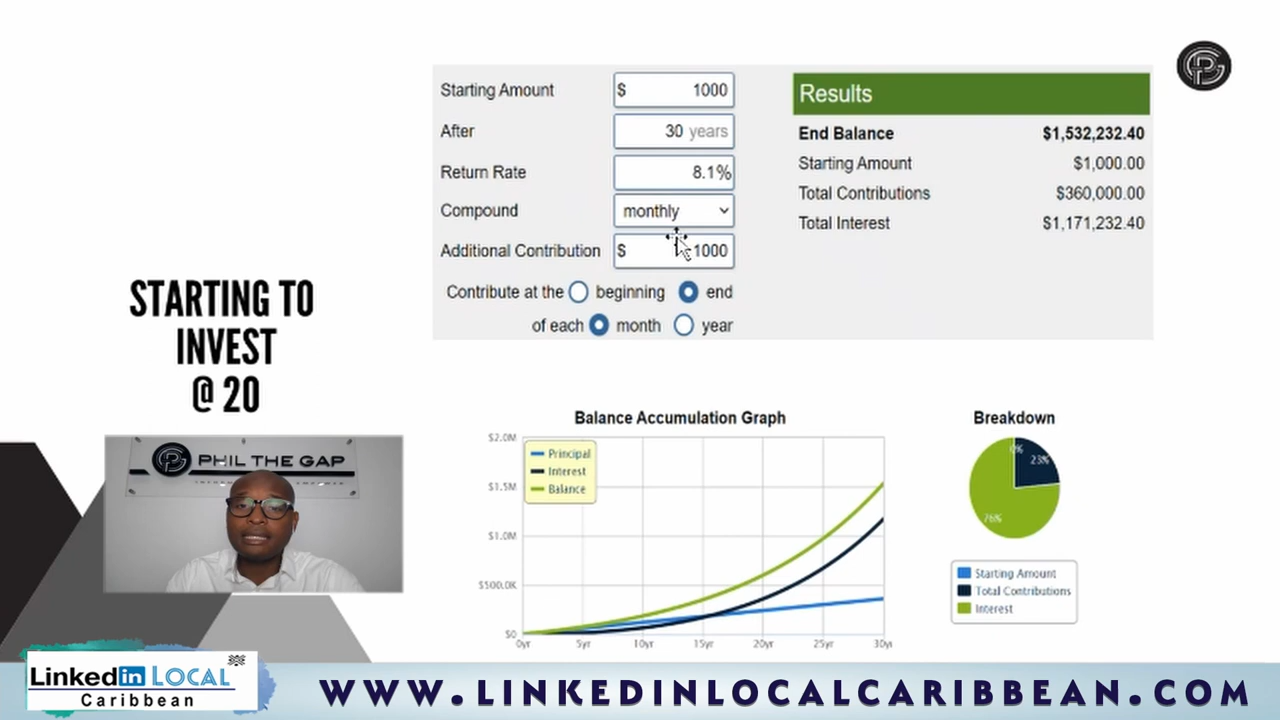 Starting Amount $ 1000
After 30 years
Return Rate 8.1%
Compound monthly
Additional Contribution $ 1000
Contribute at the beginning end
of each month year
Results
End Balance $1,532,232.40
Starting Amount $1,000.00
Total Contributions $360,000.00
Total Interest $1,171,232.40
STARTING TO
INVEST
@ 20
PHIL THE GAP
Balance Accumulation Graph
$2.0M
$1.5M
$1.0M
$500.0K
$0
Principal
Interest
Balance
0yr 5yr 10yr 15yr 20yr 25yr 30yr
Breakdown
0%
23%
76%
Starting Amount
Total Contributions
Interest
Linkedin LOCAL
Caribbean
WWW.LINKEDINLOCALCARIBBEAN.COM